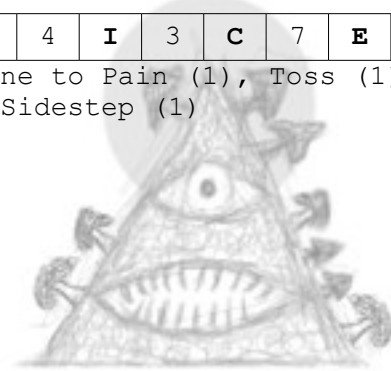 4 I 3 C 7 E
ne to Pain (1), Toss (1
Sidestep (1)